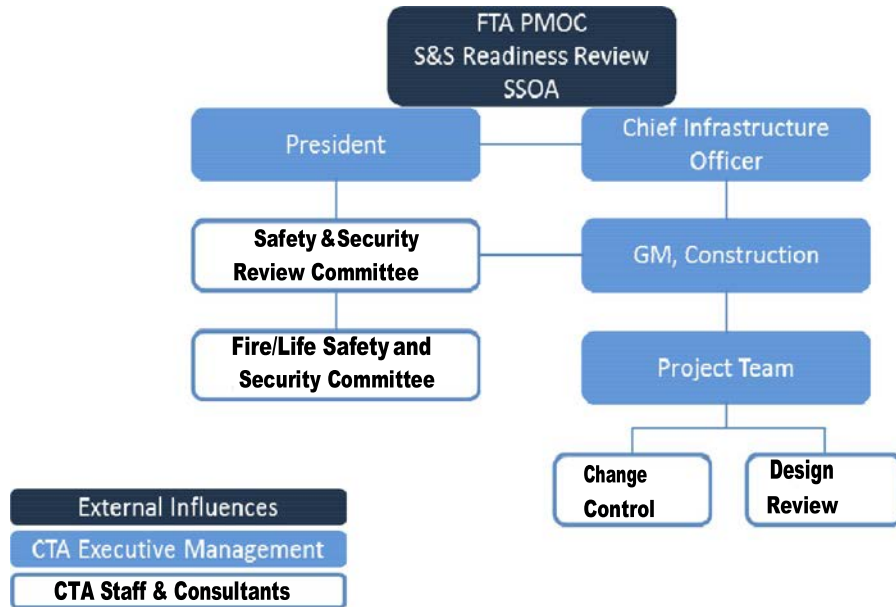 FTA PMOC
S&S Readiness Review
SSOA
President
Chief Infrastructure
Officer
Safety & Security
Review Committee
GM, Construction
Fire/Life Safety and
Security Committee
Project Team
Change
Control
Design
Review
External Influences
CTA Executive Management
CTA Staff & Consultants